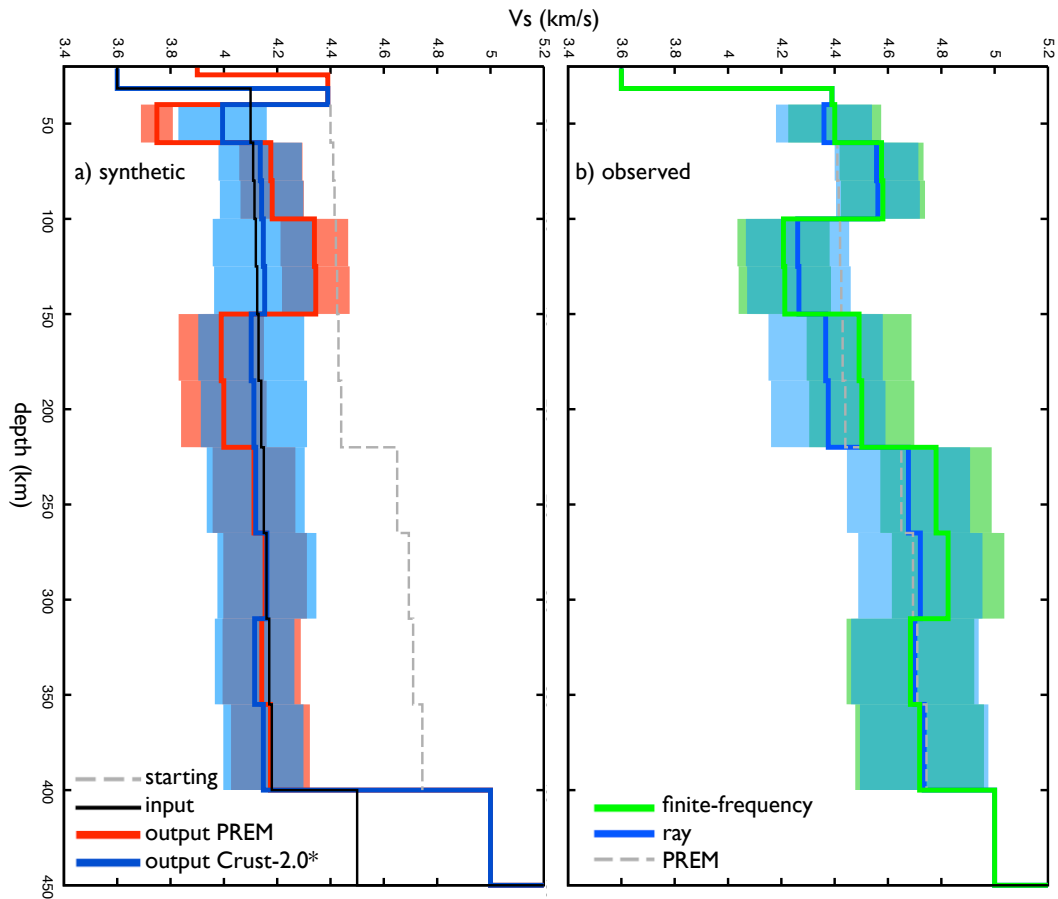 Vs (km/s)
3.4 3.6 3.8 4 4.2 4.4 4.6 4.8 5 5.2
3.4 3.6 3.8 4 4.2 4.4 4.6 4.8 5 5.2
a) synthetic
b) observed
depth (km)
50
100
150
200
250
300
350
400
450
starting
input
output PREM
output Crust-2.0*
finite-frequency
ray
PREM